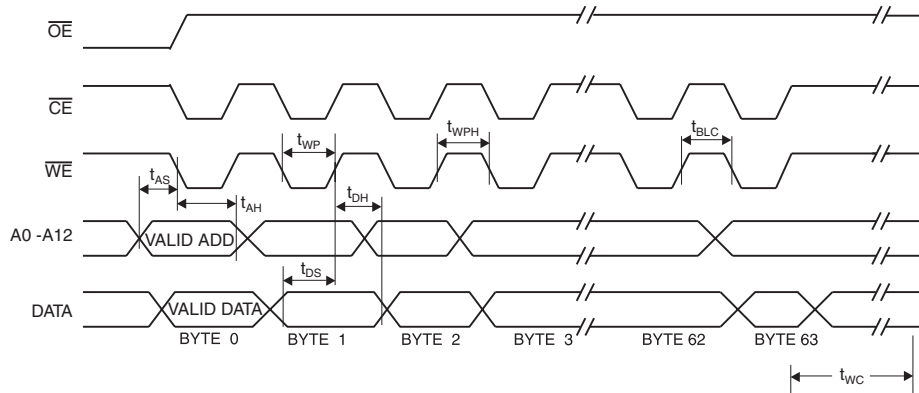 OE
CE
tWP
tWPH
tBLC
WE
tAS
tAH
tDH
A0 -A12
VALID ADD
tDS
DATA
VALID DATA
BYTE 0
BYTE 1
BYTE 2
BYTE 3
BYTE 62
BYTE 63
tWC